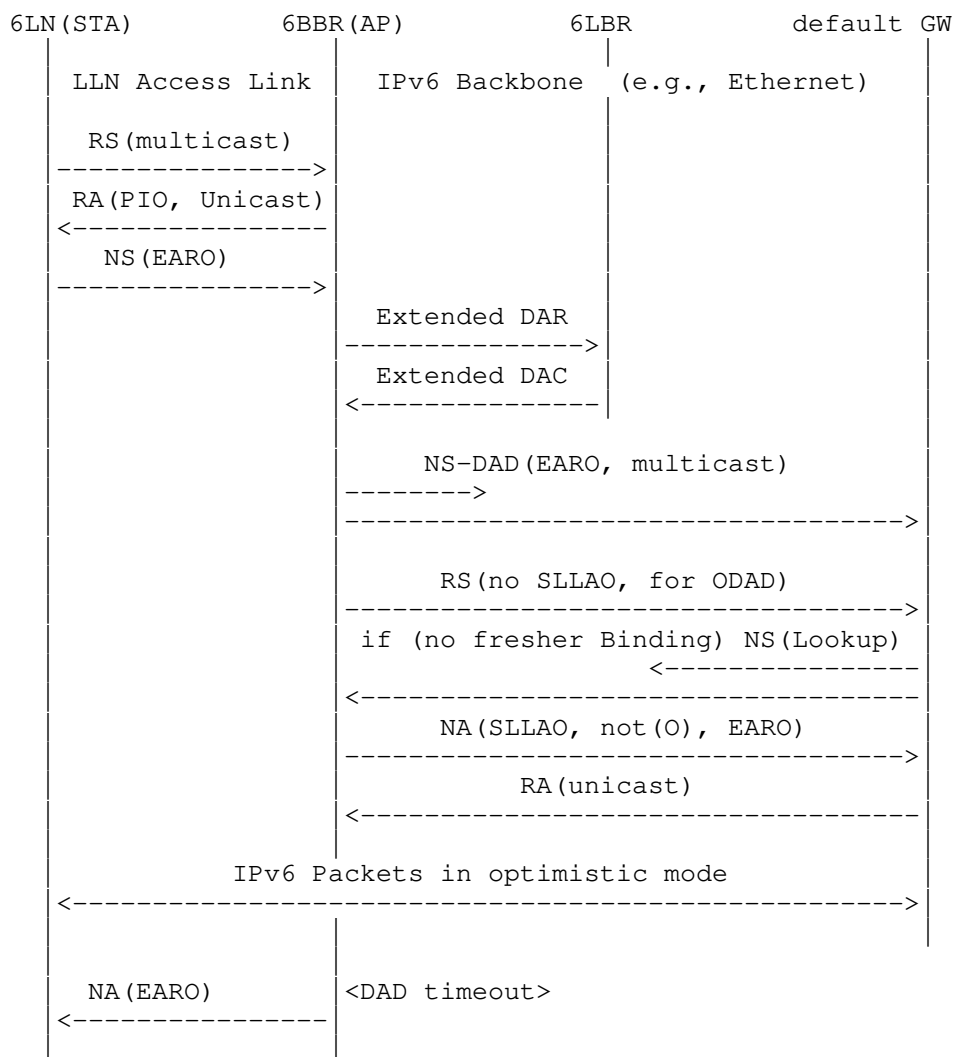 6LN(STA) 6BBR(AP) 6LBR default GW
LLN Access Link IPv6 Backbone (e.g., Ethernet)
RS(multicast)
RA(PIO, Unicast)
NS(EARO)
Extended DAR
Extended DAC
NS-DAD(EARO, multicast)
RS(no SLLAO, for ODAD)
if (no fresher Binding) NS(Lookup)
NA(SLLAO, not(O), EARO)
RA(unicast)
IPv6 Packets in optimistic mode
NA(EARO) <DAD timeout>